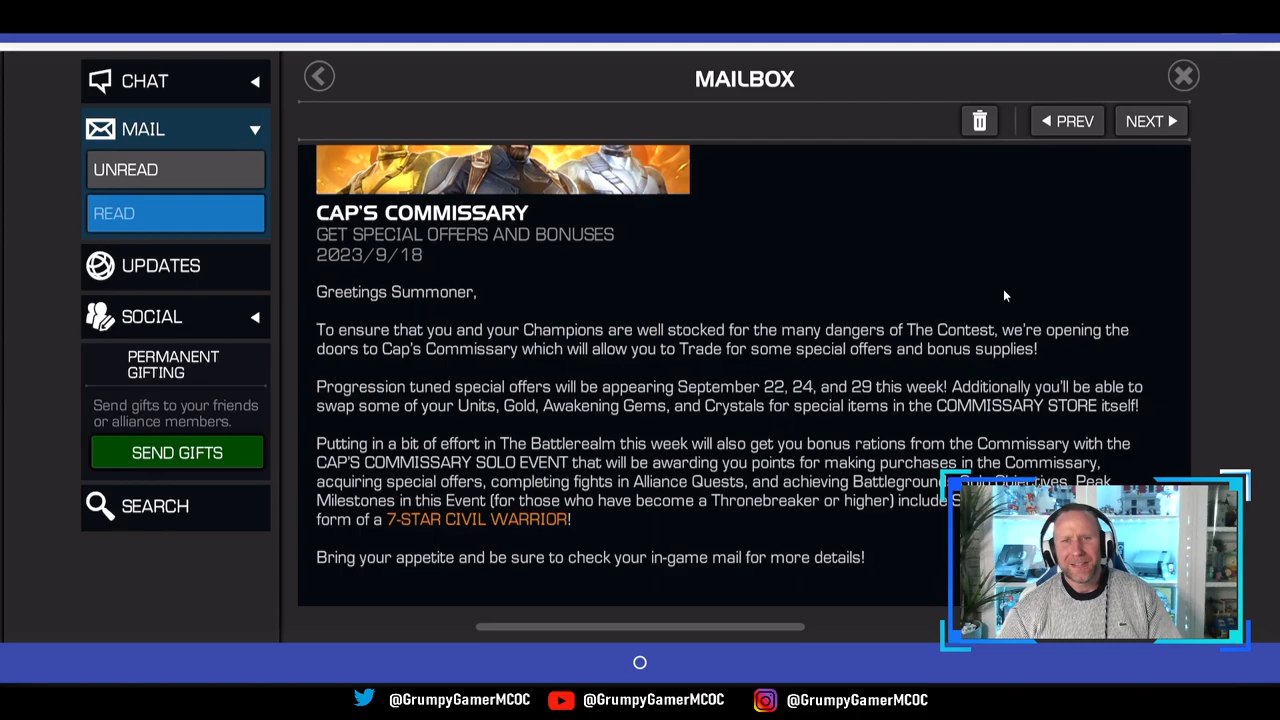 CHAT
MAILBOX
MAIL
PREV
NEXT
UNREAD
READ
UPDATES
SOCIAL
PERMANENT
GIFTING
Send gifts to your friends
or alliance members.
SEND GIFTS
SEARCH
CAP'S COMMISSARY
GET SPECIAL OFFERS AND BONUSES
2023/9/18
Greetings Summoner,
To ensure that you and your Champions are well stocked for the many dangers of The Contest, we're opening the
doors to Cap's Commissary which will allow you to Trade for some special offers and bonus supplies!
Progression tuned special offers will be appearing September 22, 24, and 29 this week! Additionally you'll be able to
swap some of your Units, Gold, Awakening Gems, and Crystals for special items in the COMMISSARY STORE itself!
Putting in a bit of effort in The Battlerealm this week will also get you bonus rations from the Commissary with the
CAP'S COMMISSARY SOLO EVENT that will be awarding you points for making purchases in the Commissary,
acquiring special offers, completing fights in Alliance Quests, and achieving Battlegrounds Solo Objectives. Peak
Milestones in this Event (for those who have become a Thronebreaker or higher) include
form of a 7-STAR CIVIL WARRIOR!
Bring your appetite and be sure to check your in-game mail for more details!
@GrumpyGamerMCOC @GrumpyGamerMCOC @GrumpyGamerMCOC